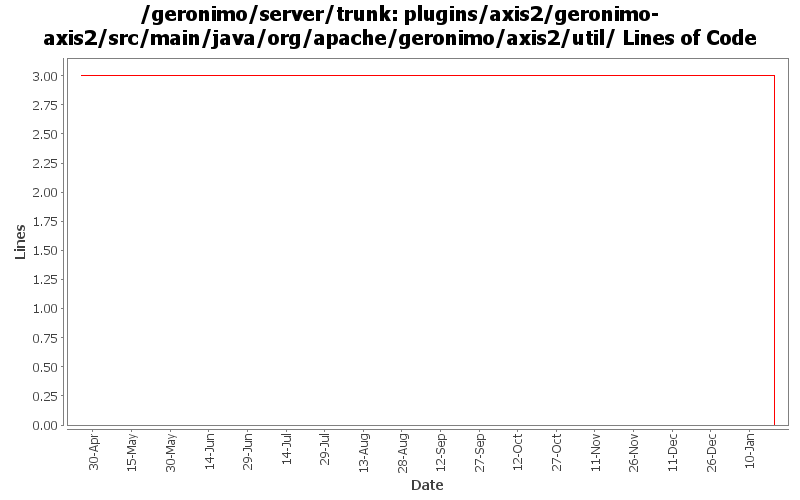 /geronimo/server/trunk: plugins/axis2/geronimo-
axis2/src/main/java/org/apache/geronimo/axis2/util/ Lines of Code
3.00
2.75
2.50
2.25
2.00
1.75
1.50
1.25
1.00
0.75
0.50
0.25
0.00
Lines
30-Apr
15-May
30-May
14-Jun
29-Jun
14-Jul
29-Jul
13-Aug
28-Aug
12-Sep
27-Sep
12-Oct
27-Oct
11-Nov
26-Nov
11-Dec
26-Dec
10-Jan
Date